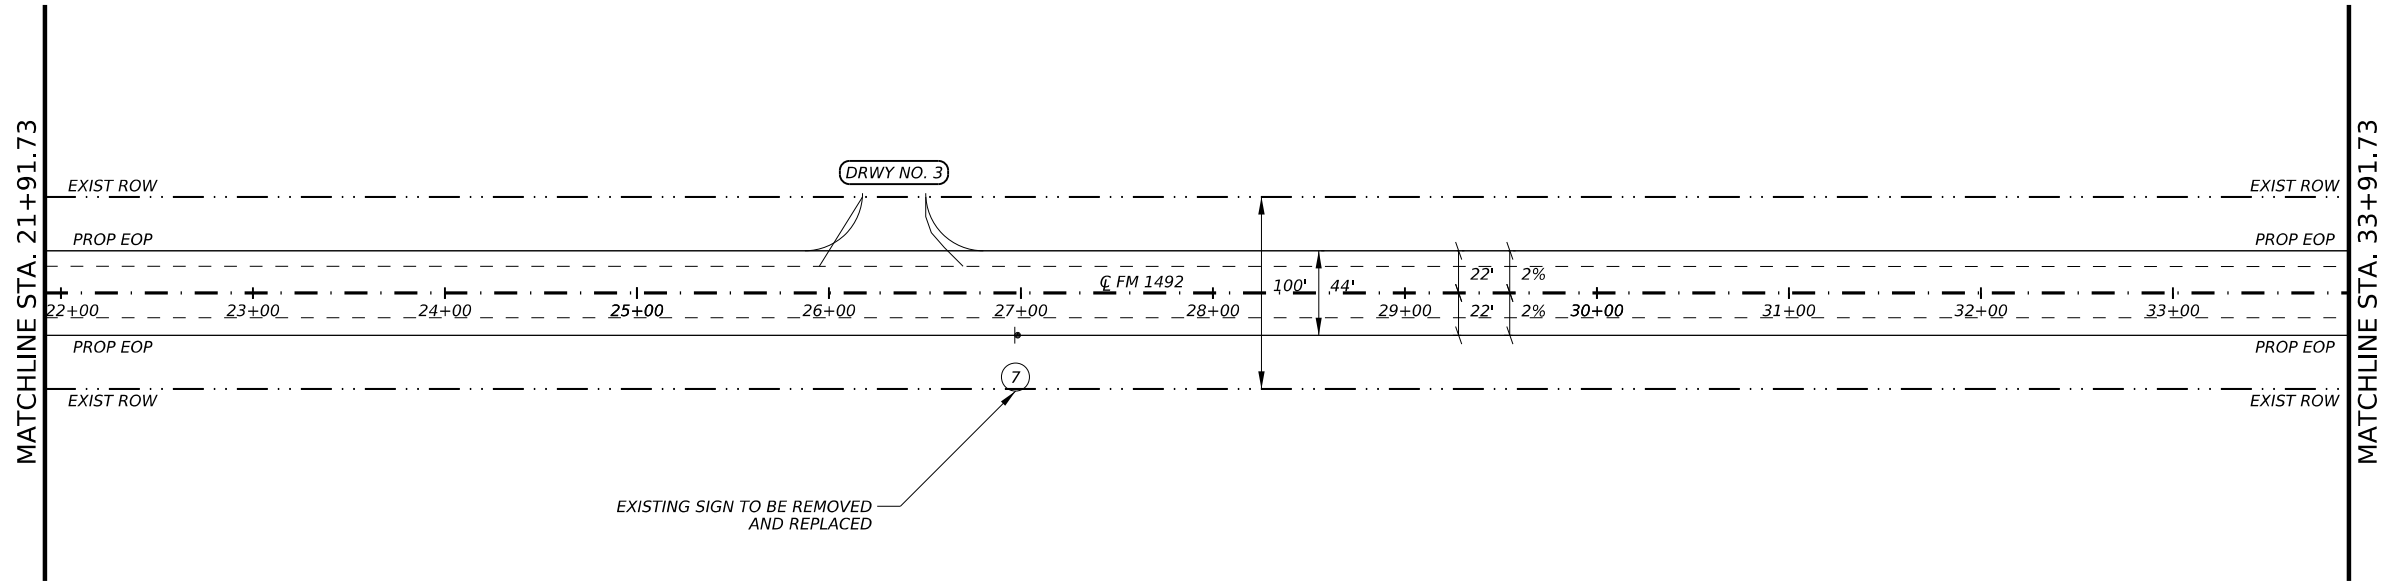 MATCHLINE STA. 21+91.73
MATCHLINE STA. 33+91.73
DRWY NO. 3
EXIST ROW
EXIST ROW
PROP EOP
PROP EOP
℄ FM 1492
100'
44'
22'
2%
22+00
23+00
24+00
25+00
26+00
27+00
28+00
29+00
22'
2%
30+00
31+00
32+00
33+00
PROP EOP
PROP EOP
7
EXIST ROW
EXIST ROW
EXISTING SIGN TO BE REMOVED
AND REPLACED